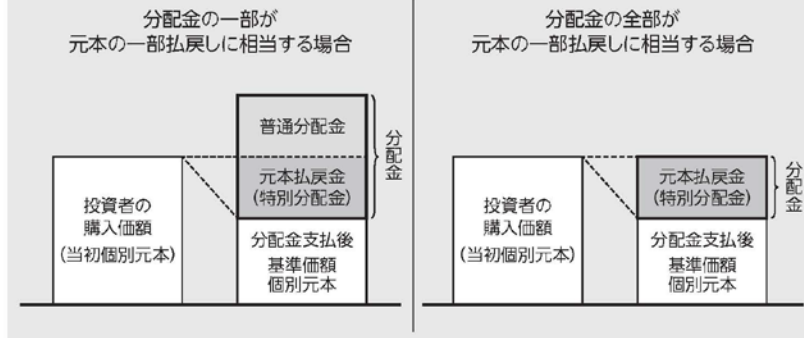 分配金の一部が
元本の一部払戻しに相当する場合
普通分配金
元本払戻金
(特別分配金)
分配金
投資者の
購入価額
(当初個別元本)
分配金支払後
基準価額
個別元本
分配金の全部が
元本の一部払戻しに相当する場合
元本払戻金
(特別分配金)
分配金
投資者の
購入価額
(当初個別元本)
分配金支払後
基準価額
個別元本